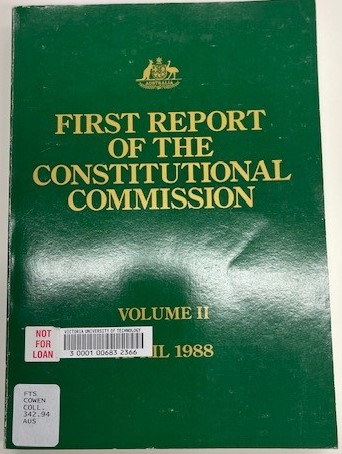 AUSTRALIA
FIRST REPORT
OF THE
CONSTITUTIONAL
COMMISSION
VOLUME II
NOT
FOR
LOAN
VICTORIA UNIVERSITY OF TECHNOLOGY
3 0001 00683 2366
IL 1988
FTS
COWEN
COLL.
342.94
AUS